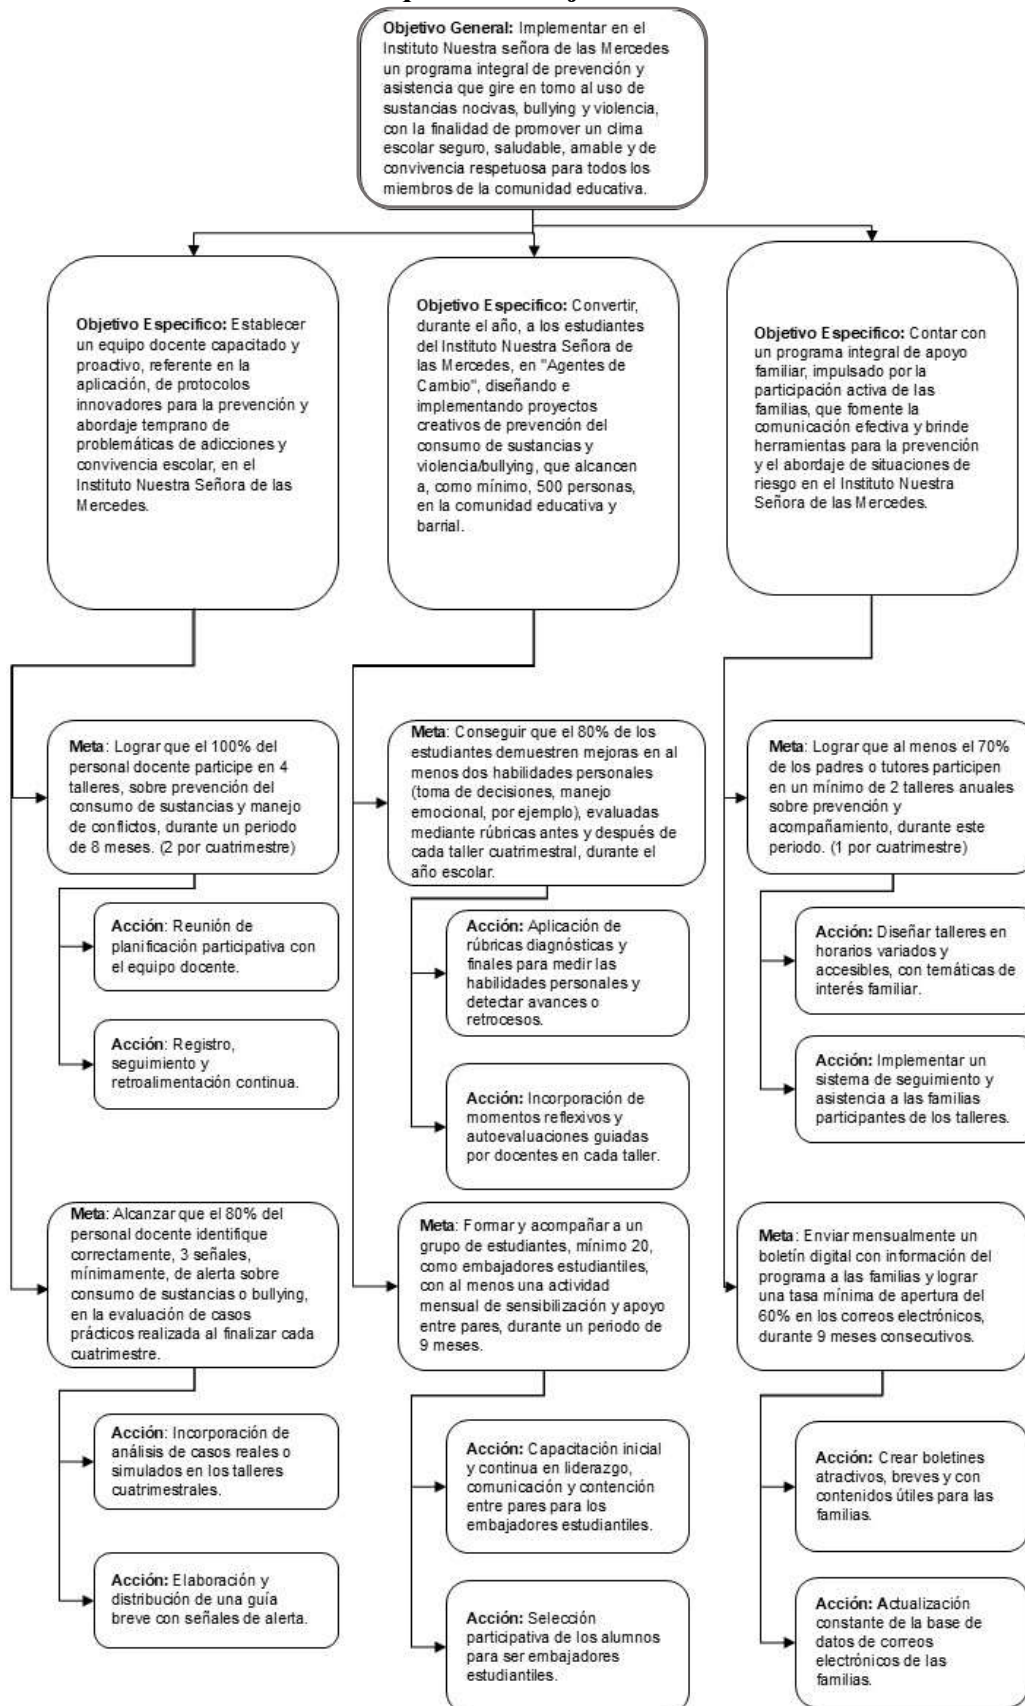 Objetivo General: Implementar en el
Instituto Nuestra señora de las Mercedes
un programa integral de prevención y
asistencia que gire en torno al uso de
sustancias nocivas, bullying y violencia,
con la finalidad de promover un clima
escolar seguro, saludable, amable y de
convivencia respetuosa para todos los
miembros de la comunidad educativa.
Objetivo Especifico: Establecer
un equipo docente capacitado y
proactivo, referente en la
aplicación, de protocolos
innovadores para la prevención y
abordaje temprano de
problemáticas de adicciones y
convivencia escolar, en el
Instituto Nuestra Señora de las
Mercedes.
Objetivo Especifico: Convertir,
durante el año, a los estudiantes
del Instituto Nuestra Señora de
las Mercedes, en "Agentes de
Cambio", diseñando e
implementando proyectos
creativos de prevención del
consumo de sustancias y
violencia/bullying, que alcancen
a, como mínimo, 500 personas,
en la comunidad educativa y
barrial.
Objetivo Especifico: Contar con
un programa integral de apoyo
familiar, impulsado por la
participación activa de las
familias, que fomente la
comunicación efectiva y brinde
herramientas para la prevención
y el abordaje de situaciones de
riesgo en el Instituto Nuestra
Señora de las Mercedes.
Meta: Lograr que el 100% del
personal docente participe en 4
talleres, sobre prevención del
consumo de sustancias y manejo
de conflictos, durante un periodo
de 8 meses. (2 por cuatrimestre)
Acción: Reunión de
planificación participativa con
el equipo docente.
Acción: Registro,
seguimiento y
retroalimentación continua.
Meta: Alcanzar que el 80% del
personal docente identifique
correctamente, 3 señales,
mínimamente, de alerta sobre
consumo de sustancias o bullying,
en la evaluación de casos
prácticos realizada al finalizar cada
cuatrimestre.
Acción: Incorporación de
análisis de casos reales o
simulados en los talleres
cuatrimestrales.
Acción: Elaboración y
distribución de una guía
breve con señales de alerta.
Meta: Conseguir que el 80% de los
estudiantes demuestren mejoras en al
menos dos habilidades personales
(toma de decisiones, manejo
emocional, por ejemplo), evaluadas
mediante rúbricas antes y después de
cada taller cuatrimestral, durante el
año escolar.
Acción: Aplicación de
rúbricas diagnósticas y
finales para medir las
habilidades personales y
detectar avances o
retrocesos.
Acción: Incorporación de
momentos reflexivos y
autoevaluaciones guiadas
por docentes en cada taller.
Meta: Formar y acompañar a un
grupo de estudiantes, mínimo 20,
como embajadores estudiantiles,
con al menos una actividad
mensual de sensibilización y apoyo
entre pares, durante un periodo de
9 meses.
Acción: Capacitación inicial
y continua en liderazgo,
comunicación y contención
entre pares para los
embajadores estudiantiles.
Acción: Selección
participativa de los alumnos
para ser embajadores
estudiantiles.
Meta: Lograr que al menos el 70%
de los padres o tutores participen
en un mínimo de 2 talleres anuales
sobre prevención y
acompañamiento, durante este
periodo. (1 por cuatrimestre)
Acción: Diseñar talleres en
horarios variados y
accesibles, con temáticas de
interés familiar.
Acción: Implementar un
sistema de seguimiento y
asistencia a las familias
participantes de los talleres.
Meta: Enviar mensualmente un
boletín digital con información del
programa a las familias y lograr
una tasa mínima de apertura del
60% en los correos electrónicos,
durante 9 meses consecutivos.
Acción: Crear boletines
atractivos, breves y con
contenidos útiles para las
familias.
Acción: Actualización
constante de la base de
datos de correos
electrónicos de las
familias.